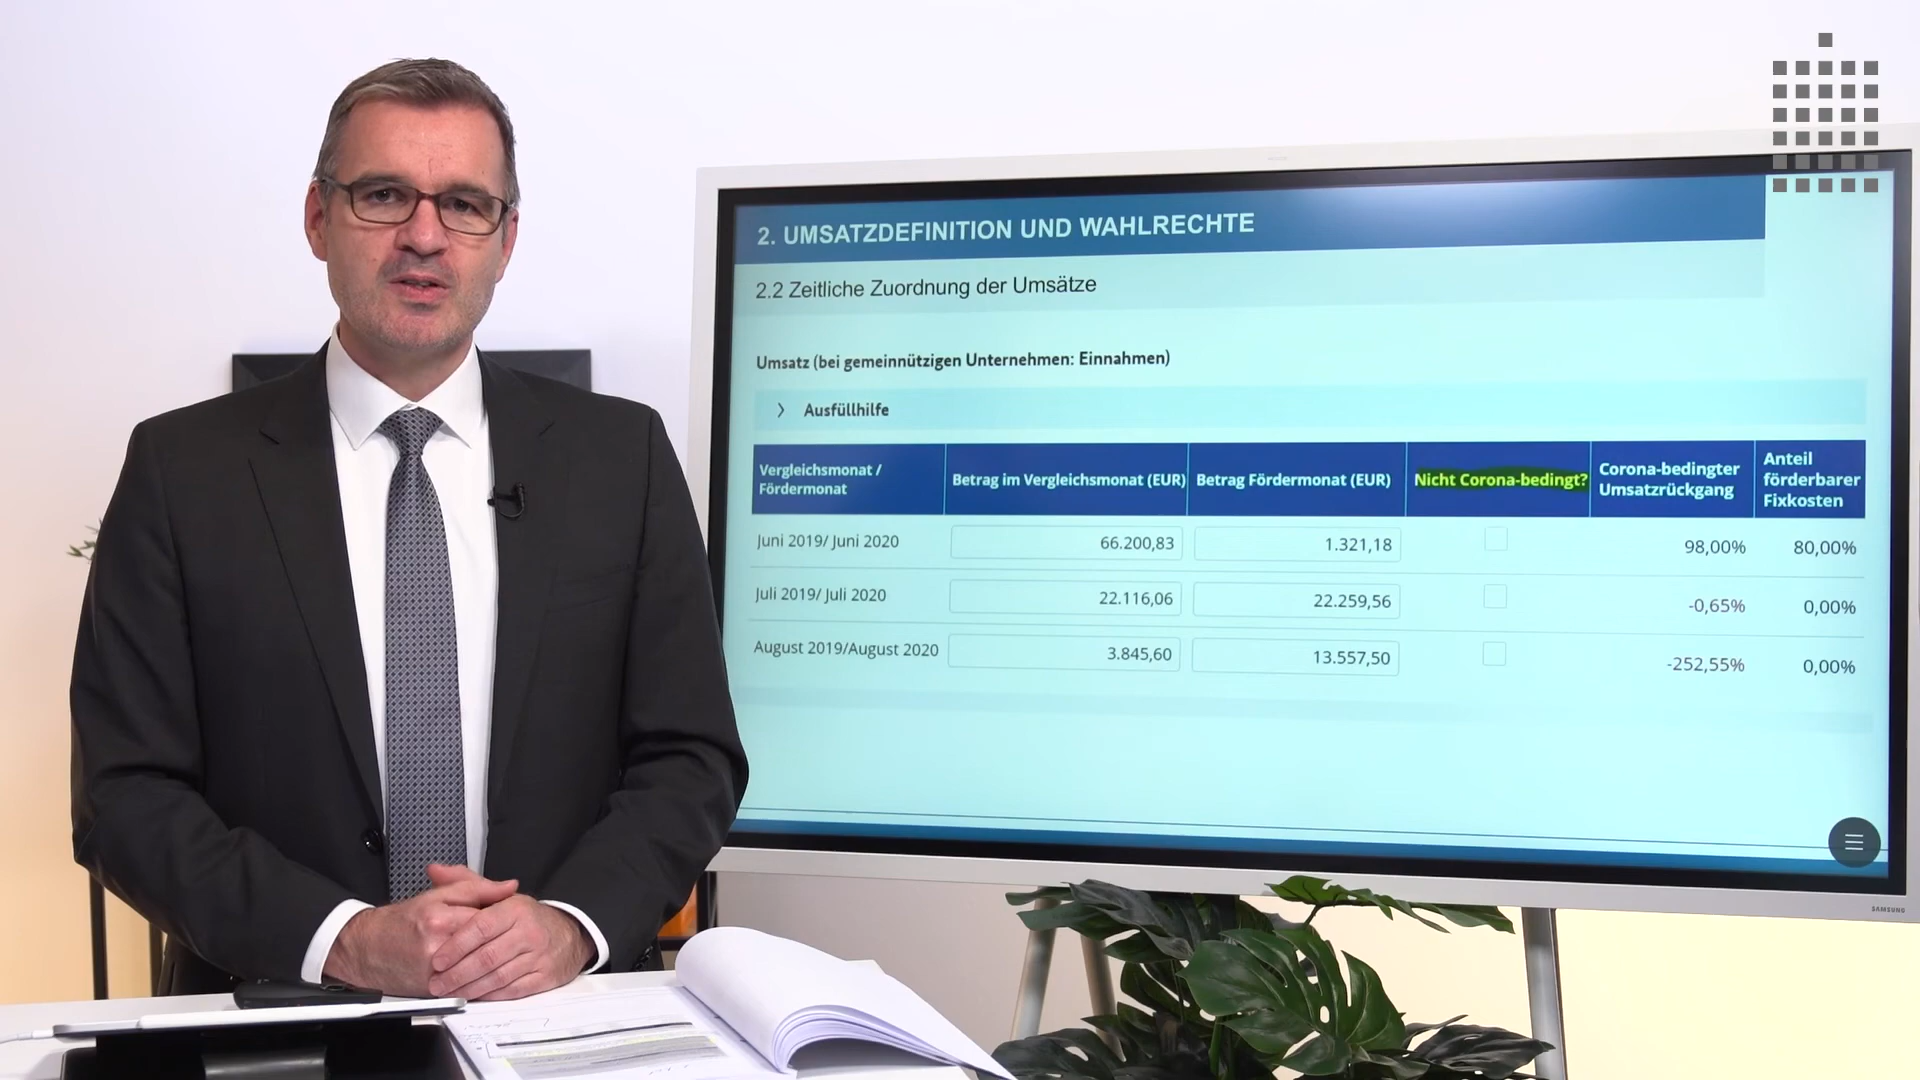 2. UMSATZDEFINITION UND WAHLRECHTE
2.2 Zeitliche Zuordnung der Umsätze
Umsatz (bei gemeinnützigen Unternehmen: Einnahmen)
Ausfüllhilfe
Vergleichsmonat / Fördermonat Betrag im Vergleichsmonat (EUR) Betrag Fördermonat (EUR) Nicht Corona-bedingt? Corona-bedingter Umsatzrückgang Anteil förderbarer Fixkosten
Juni 2019/ Juni 2020 66.200,83 1.321,18 98,00% 80,00%
Juli 2019/ Juli 2020 22.116,06 22.259,56 -0,65% 0,00%
August 2019/August 2020 3.845,60 13.557,50 -252,55% 0,00%
SAMSUNG